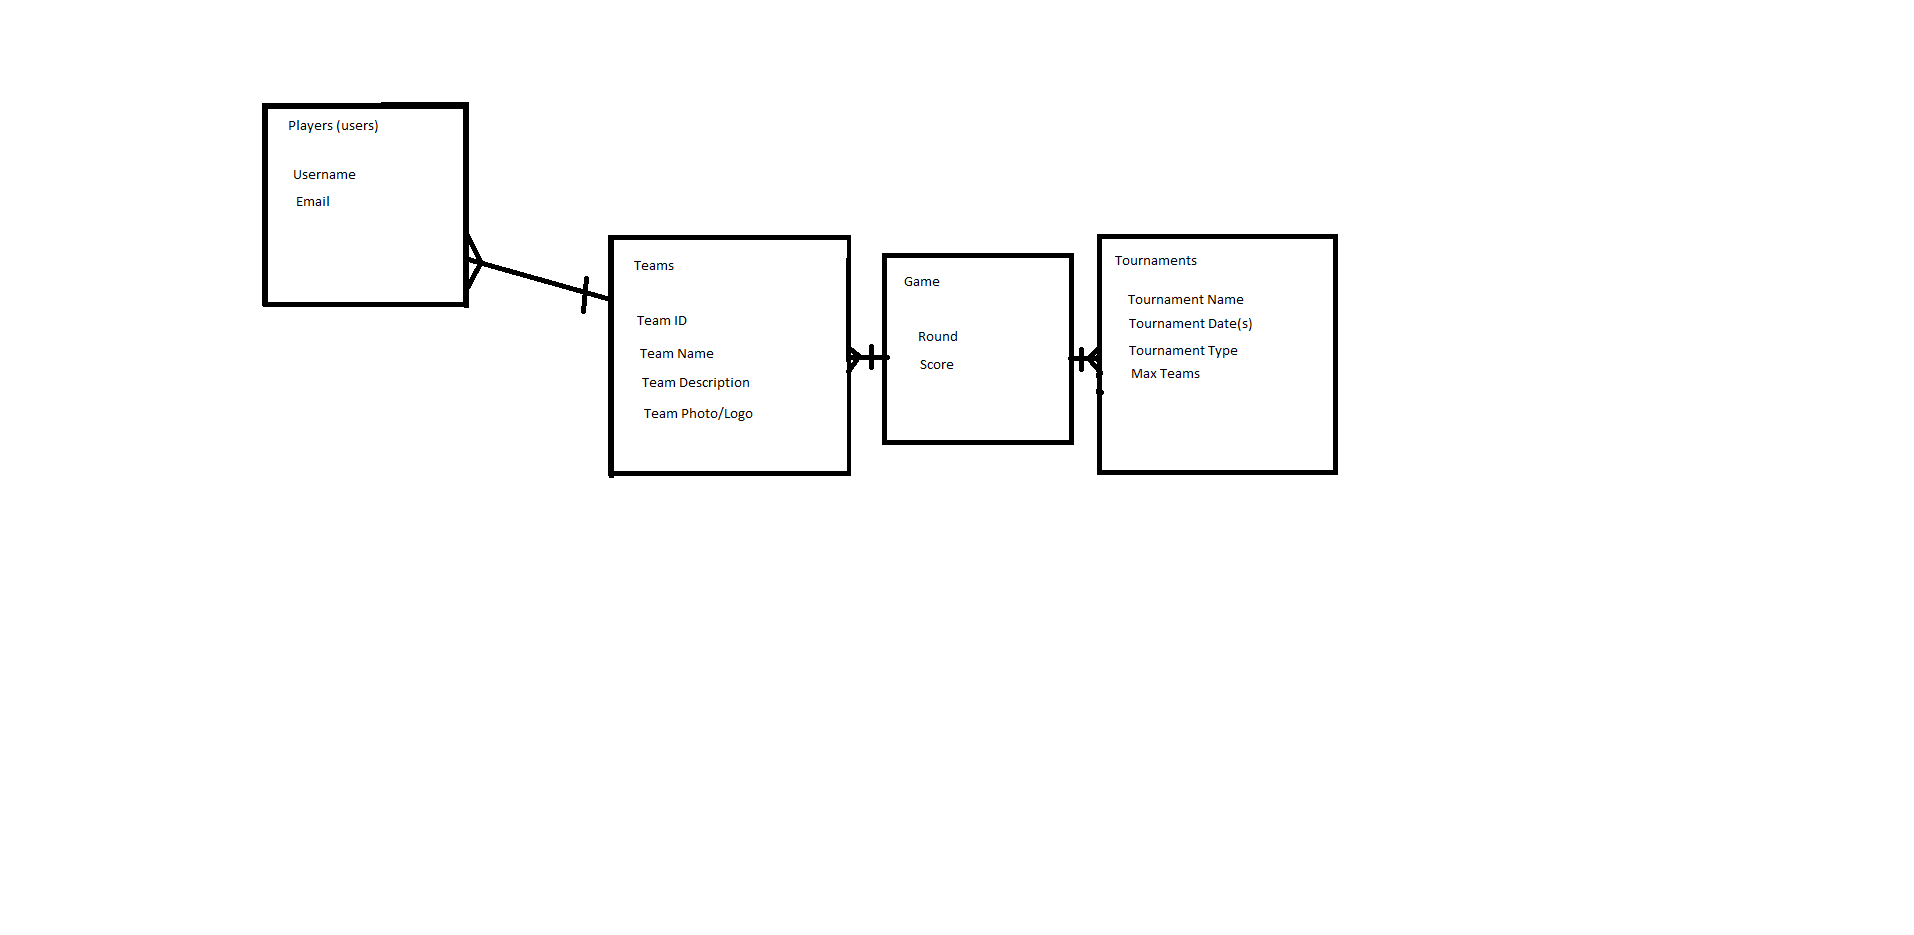 Players (users)
Username
Email
Teams
Team ID
Team Name
Team Description
Team Photo/Logo
Game
Round
Score
Tournaments
Tournament Name
Tournament Date(s)
Tournament Type
Max Teams